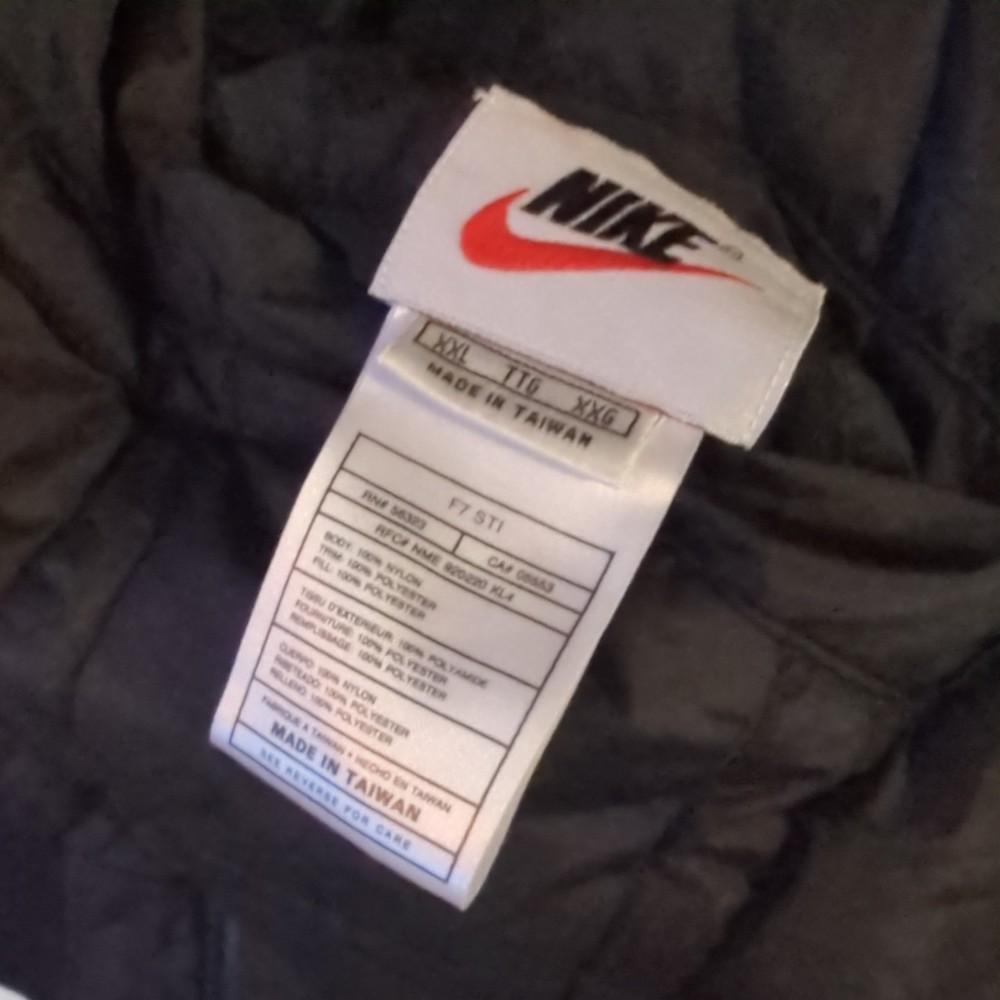 NIKE
XXL TTG XXG
MADE IN TAIWAN
F7 STI
RN# 56323 CA# 05553
RFC# NME 920220 KL4
BODY: 100% NYLON
TRIM: 100% POLYESTER
FILL: 100% POLYESTER
TISSU D'EXTERIEUR: 100% POLYAMIDE
FOURNITURE: 100% POLYESTER
REMPLISSAGE: 100% POLYESTER
CUERPO: 100% NYLON
RIBETEADO: 100% POLYESTER
RELLENO: 100% POLYESTER
FABRIQUE A TAIWAN • HECHO EN TAIWAN
MADE IN TAIWAN
SEE REVERSE FOR CARE